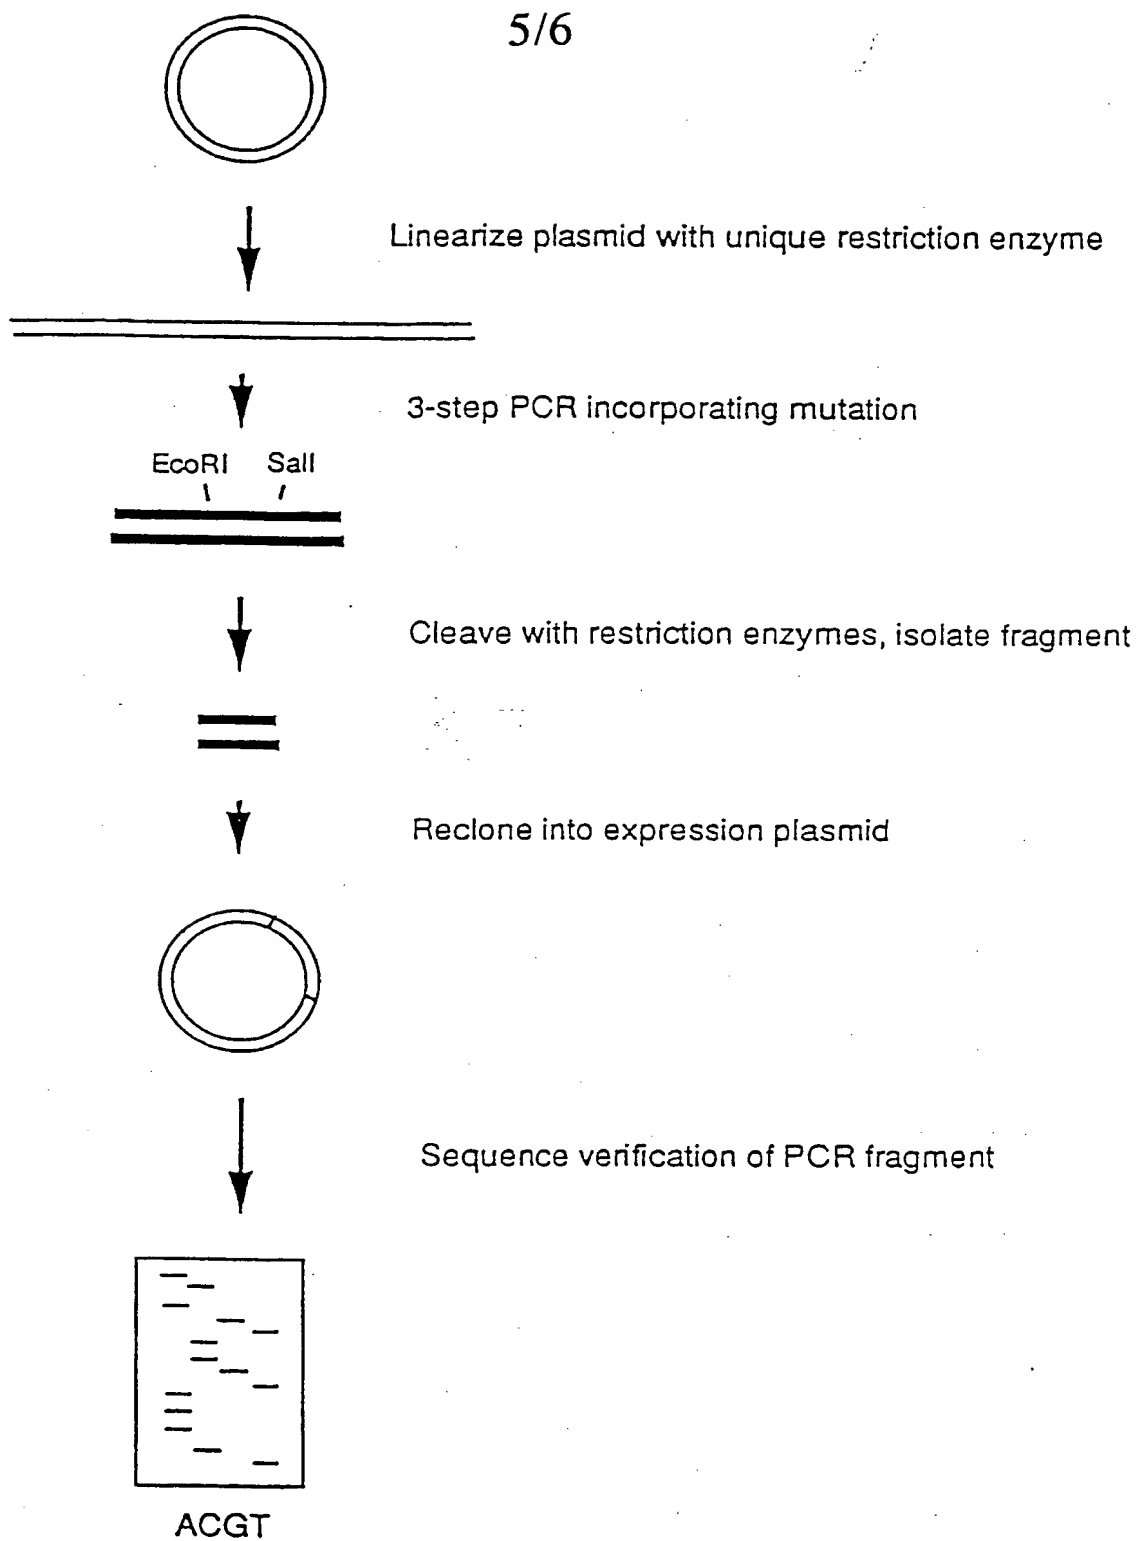 5/6
Linearize plasmid with unique restriction enzyme
3-step PCR incorporating mutation
EcoRI SalI
Cleave with restriction enzymes, isolate fragment
Reclone into expression plasmid
Sequence verification of PCR fragment
ACGT